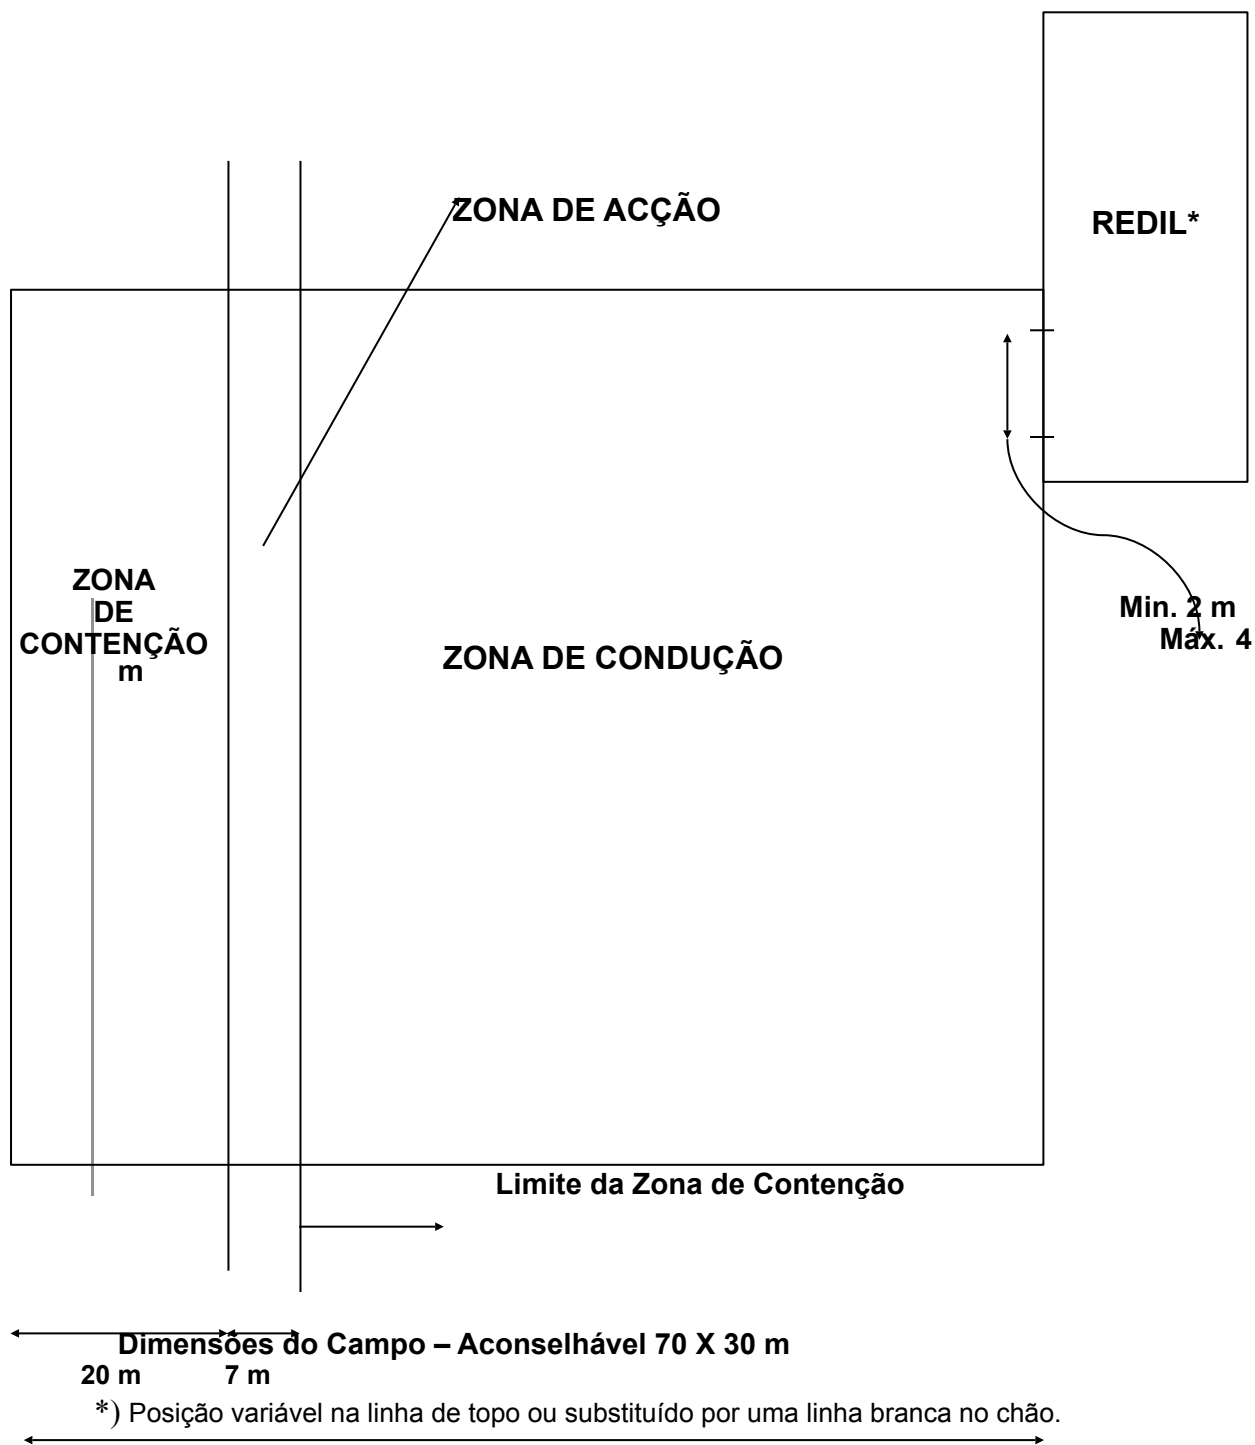 ZONA DE ACÇÃO
REDIL*
ZONA
DE
CONTENÇÃO
m
ZONA DE CONDUÇÃO
Min. 2 m
Máx. 4
Limite da Zona de Contenção
Dimensões do Campo – Aconselhável 70 X 30 m
20 m 7 m
*) Posição variável na linha de topo ou substituído por uma linha branca no chão.